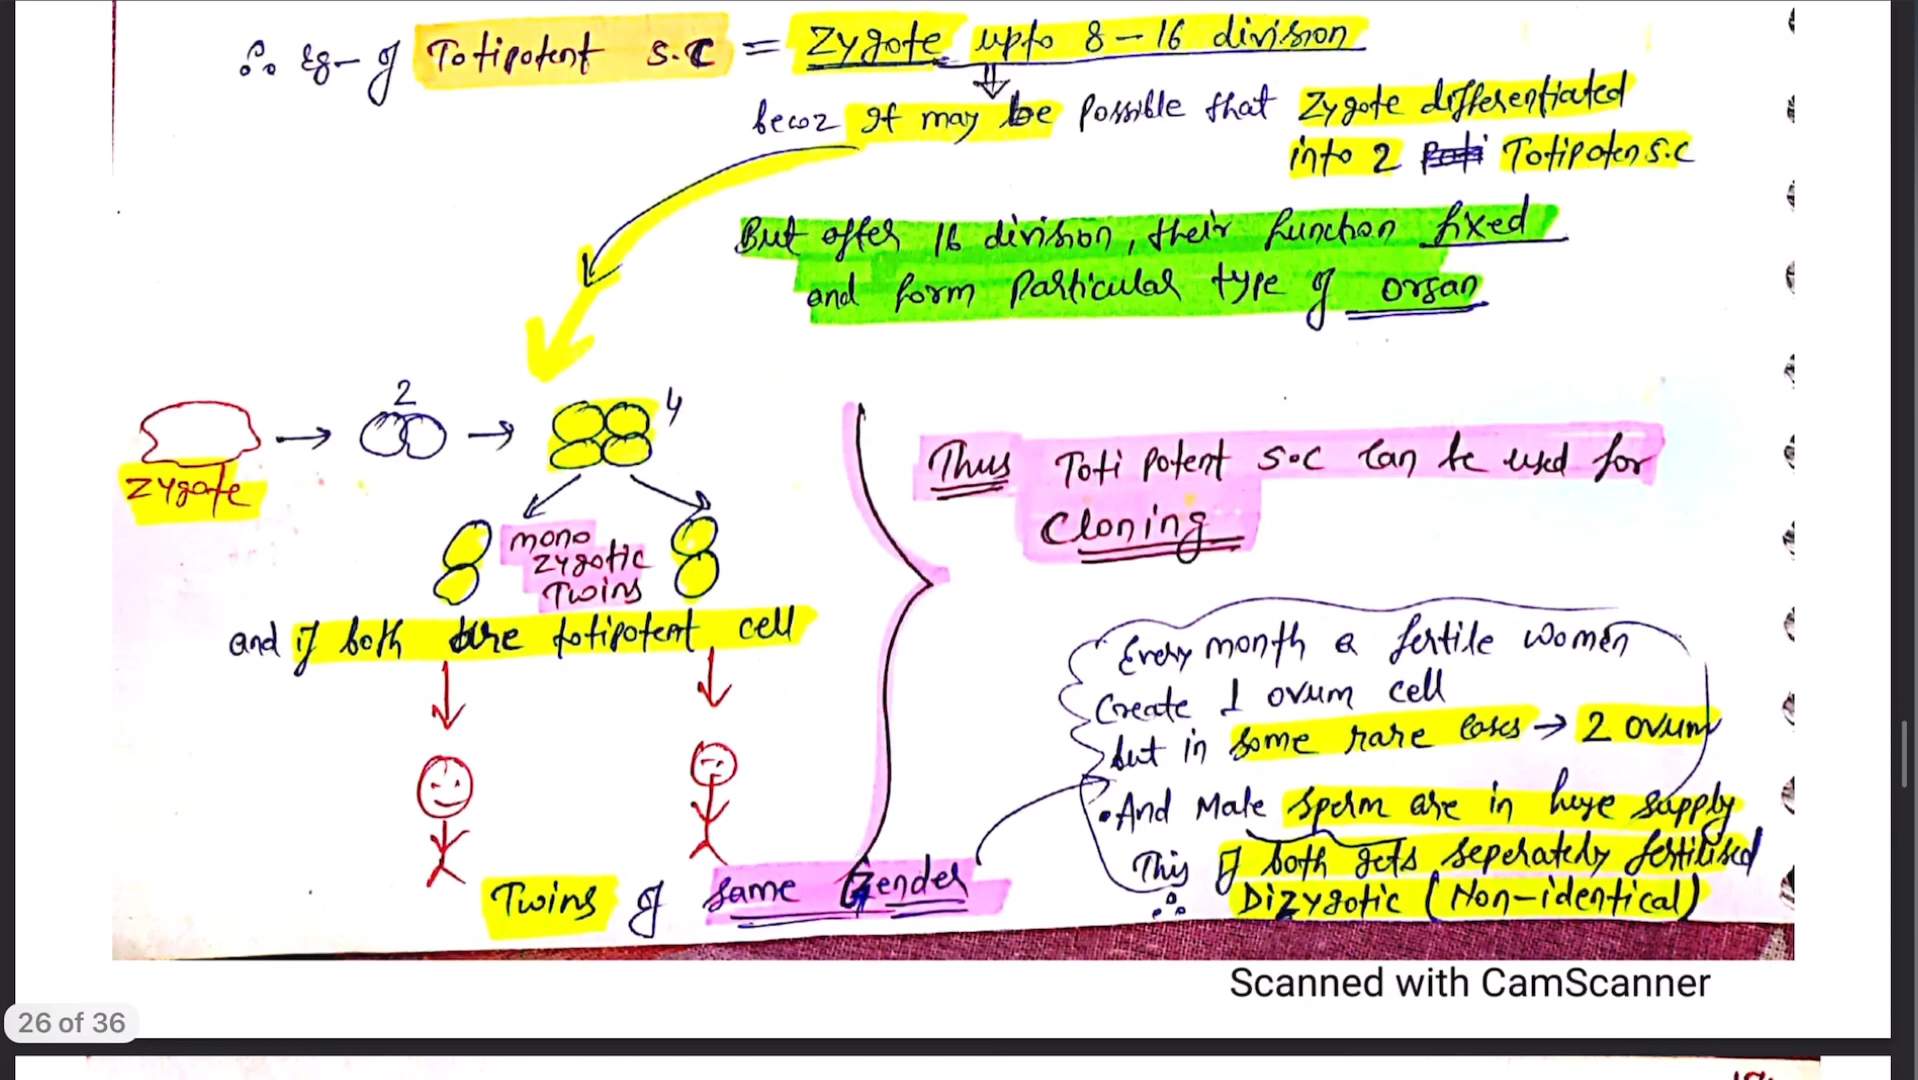 ∴ Eg- of Totipotent S.C = Zygote upto 8-16 division
becoz It may be Possible that Zygote differentiated
into 2 Totipoten S.C
But after 16 division, their function fixed
and form Particular type of organ
2
4
Zygote
mono
Zygotic
Twins
and if both are totipotent cell
Twins of same Gender
Thus Toti potent S.C Can be used for
Cloning
Every month a fertile women
Create 1 ovum cell
but in some rare cases → 2 ovum
• And Male sperm are in huge supply
This if both gets seperately fertilised
∴ Dizygotic (Non-identical)
Scanned with CamScanner
26 of 36